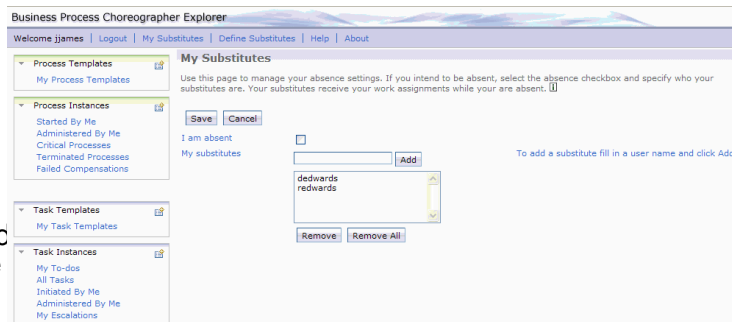 Business Process Choreographer Explorer
Welcome jjames | Logout | My Substitutes | Define Substitutes | Help | About
Process Templates
My Process Templates
Process Instances
Started By Me
Administered By Me
Critical Processes
Terminated Processes
Failed Compensations
Task Templates
My Task Templates
Task Instances
My To-dos
All Tasks
Initiated By Me
Administered By Me
My Escalations
My Substitutes
Use this page to manage your absence settings. If you intend to be absent, select the absence checkbox and specify who your
substitutes are. Your substitutes receive your work assignments while your are absent.
Save Cancel
I am absent
My substitutes
Add
To add a substitute fill in a user name and click Add
dedwards
redwards
Remove Remove All